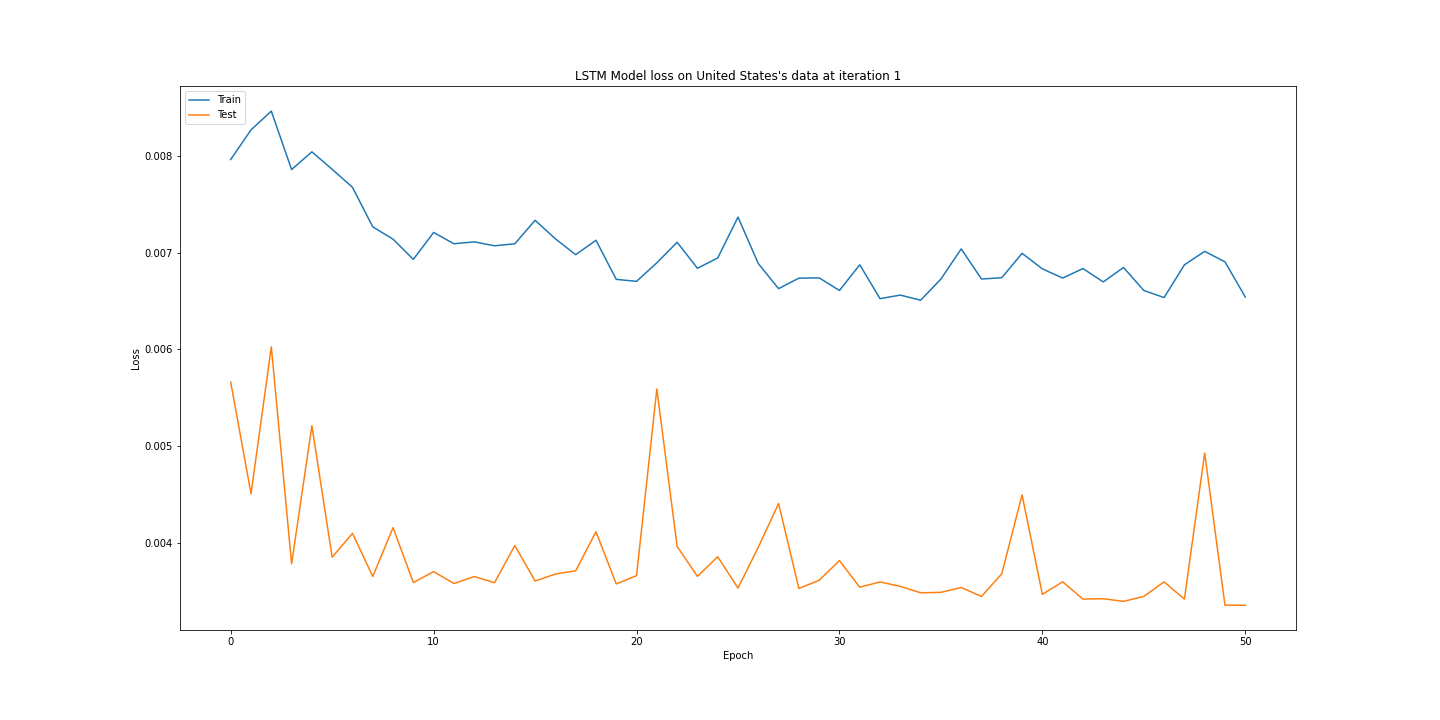 LSTM Model loss on United States's data at iteration 1
Train
Test
0.008
0.007
0.006
0.005
0.004
Loss
0 10 20 30 40 50
Epoch